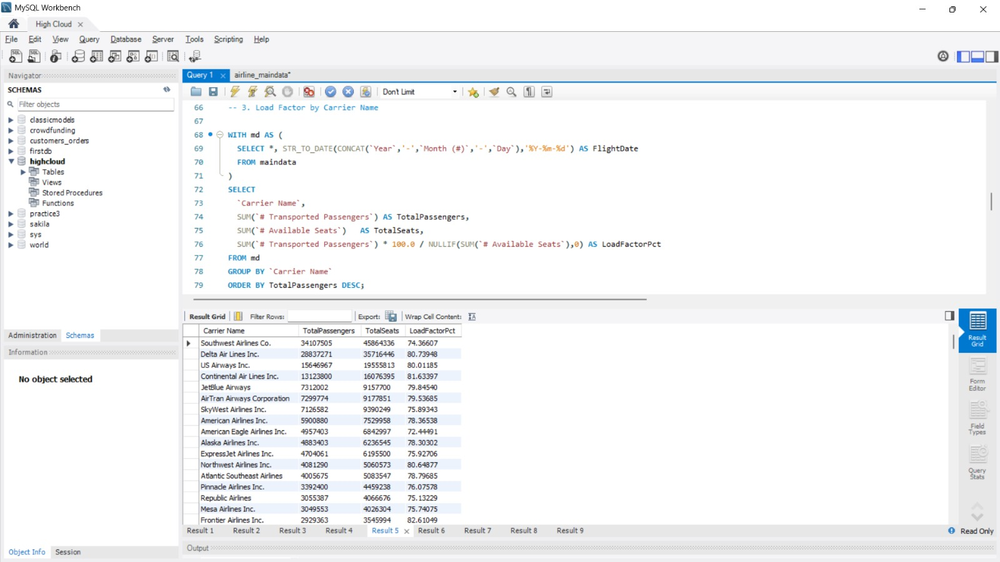 MySQL Workbench
High Cloud
File Edit View Query Database Server Tools Scripting Help
Navigator
SCHEMAS
Filter objects
classicmodels
crowdfunding
customers_orders
firstdb
highcloud
Tables
Views
Stored Procedures
Functions
practice3
sakila
sys
world
Administration Schemas
Information
No object selected
Object Info Session
Query 1 airline_maindata*
Don't Limit
66 -- 3. Load Factor by Carrier Name
67
68 WITH md AS (
69 SELECT *, STR_TO_DATE(CONCAT(`Year`,'-',`Month (#)`,'-',`Day`),'%Y-%m-%d') AS FlightDate
70 FROM maindata
71 )
72 SELECT
73 `Carrier Name`,
74 SUM(`# Transported Passengers`) AS TotalPassengers,
75 SUM(`# Available Seats`) AS TotalSeats,
76 SUM(`# Transported Passengers`) * 100.0 / NULLIF(SUM(`# Available Seats`),0) AS LoadFactorPct
77 FROM md
78 GROUP BY `Carrier Name`
79 ORDER BY TotalPassengers DESC;
Result Grid Filter Rows: Export: Wrap Cell Content:
Carrier Name TotalPassengers TotalSeats LoadFactorPct
Southwest Airlines Co. 34107505 45864336 74.36607
Delta Air Lines Inc. 28837271 35716446 80.73948
US Airways Inc. 15646967 19555813 80.01185
Continental Air Lines Inc. 13123800 16076395 81.63397
JetBlue Airways 7312002 9157700 79.84540
AirTran Airways Corporation 7299774 9177851 79.53685
SkyWest Airlines Inc. 7126582 9390249 75.89343
American Airlines Inc. 5900880 7529958 78.36538
American Eagle Airlines Inc. 4957403 6842997 72.44491
Alaska Airlines Inc. 4883403 6236545 78.30302
ExpressJet Airlines Inc. 4704061 6195500 75.92706
Northwest Airlines Inc. 4081290 5060573 80.64877
Atlantic Southeast Airlines 4005675 5083547 78.79685
Pinnacle Airlines Inc. 3392400 4459238 76.07578
Republic Airlines 3055387 4066676 75.13229
Mesa Airlines Inc. 3049553 4026304 75.74075
Frontier Airlines Inc. 2929363 3545994 82.61049
Result 1 Result 2 Result 3 Result 4 Result 5 Result 6 Result 7 Result 8 Result 9
Output
Result
Grid
Form
Editor
Field
Types
Query
Stats
Read Only